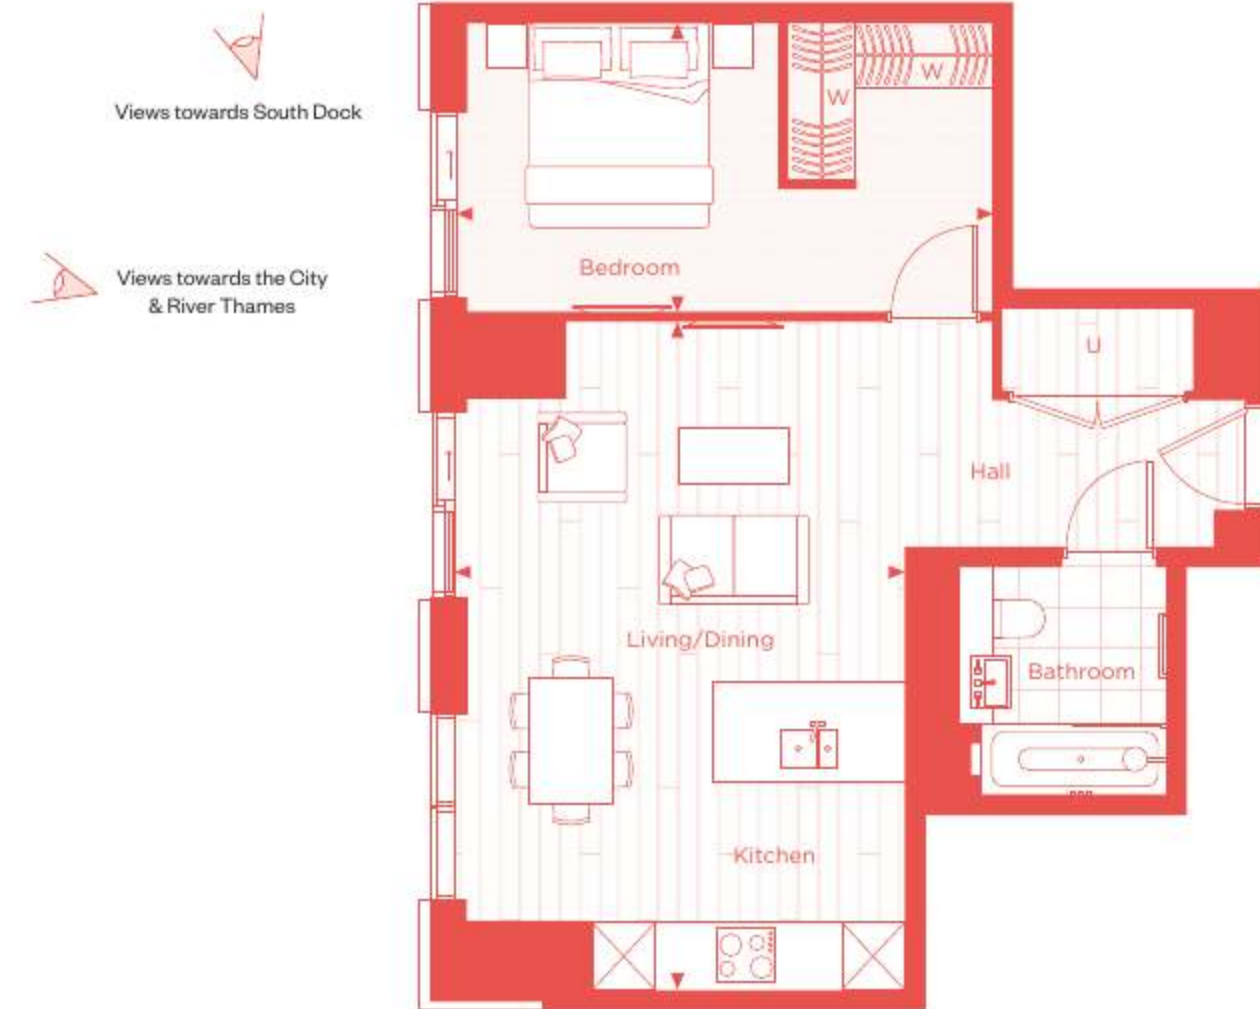 Views towards South Dock
Views towards the City
& River Thames
W
W
Bedroom
U
Hall
Living/Dining
Bathroom
Kitchen